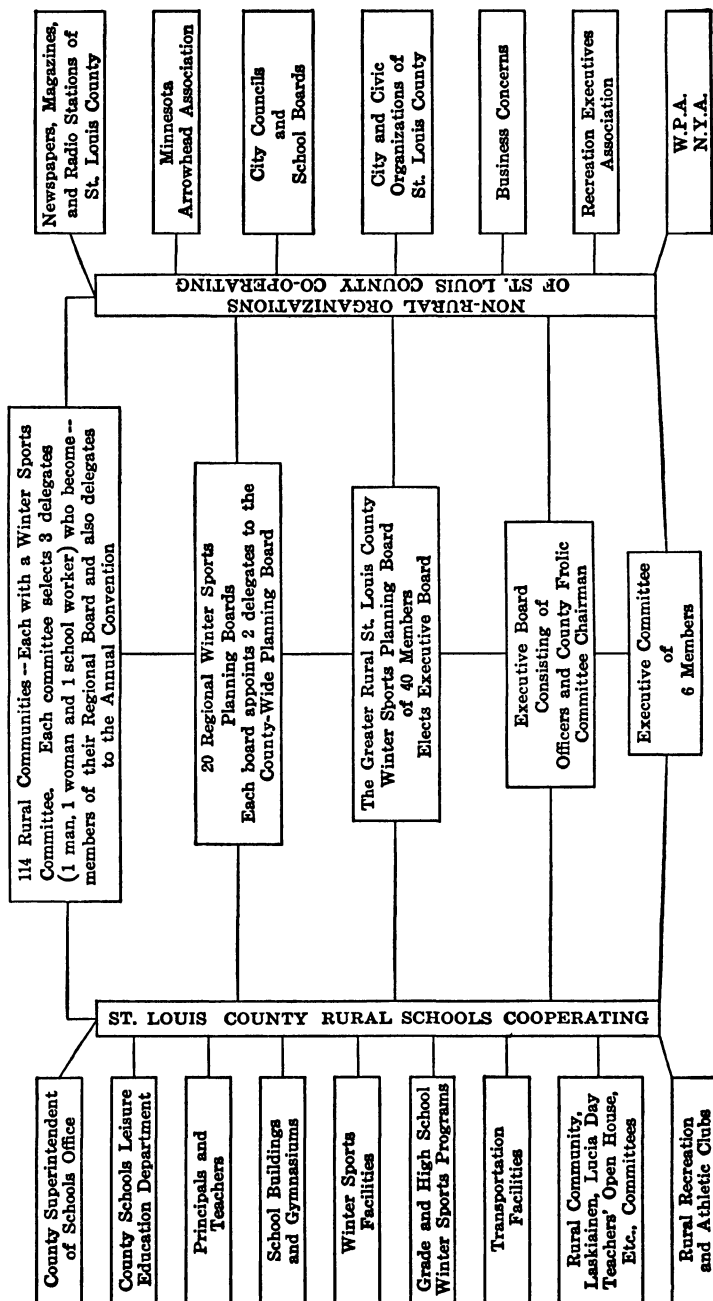 County Superintendent
of Schools Office
County Schools Leisure
Education Department
Principals and
Teachers
School Buildings
and Gymnasiums
Winter Sports
Facilities
Grade and High School
Winter Sports Programs
Transportation
Facilities
Rural Community,
Laskiainen, Lucia Day
Teachers' Open House,
Etc., Committees
Rural Recreation
and Athletic Clubs
ST. LOUIS COUNTY RURAL SCHOOLS COOPERATING
114 Rural Communities -- Each with a Winter Sports
Committee. Each committee selects 3 delegates
(1 man, 1 woman and 1 school worker) who become --
members of their Regional Board and also delegates
to the Annual Convention
20 Regional Winter Sports
Planning Boards
Each board appoints 2 delegates to the
County-Wide Planning Board
The Greater Rural St. Louis County
Winter Sports Planning Board
of 40 Members
Elects Executive Board
Executive Board
Consisting of
Officers and County Frolic
Committee Chairman
Executive Committee
of
6 Members
NON-RURAL ORGANIZATIONS
OF ST. LOUIS COUNTY CO-OPERATING
Newspapers, Magazines,
and Radio Stations of
St. Louis County
Minnesota
Arrowhead Association
City Councils
and
School Boards
City and Civic
Organizations of
St. Louis County
Business Concerns
Recreation Executives
Association
W.P.A.
N.Y.A.